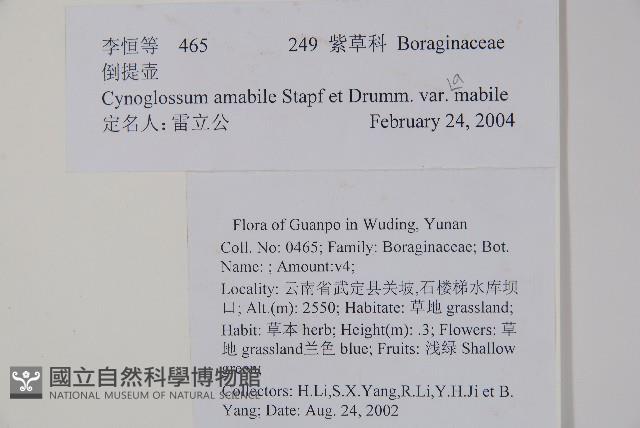 李恒等 465 249 紫草科 Boraginaceae
倒提壶
a
Cynoglossum amabile Stapf et Drumm. var. mabile
定名人：雷立公 February 24, 2004
Flora of Guanpo in Wuding, Yunan
Coll. No: 0465; Family: Boraginaceae; Bot.
Name: ; Amount:v4;
Locality: 云南省武定县关坡,石楼梯水库坝
口; Alt.(m): 2550; Habitate: 草地 grassland;
Habit: 草本 herb; Height(m): .3; Flowers: 草
地 grassland兰色 blue; Fruits: 浅绿 Shallow
green;
Collectors: H.Li,S.X.Yang,R.Li,Y.H.Ji et B.
Yang; Date: Aug. 24, 2002
國立自然科學博物館
NATIONAL MUSEUM OF NATURAL SCIENCE